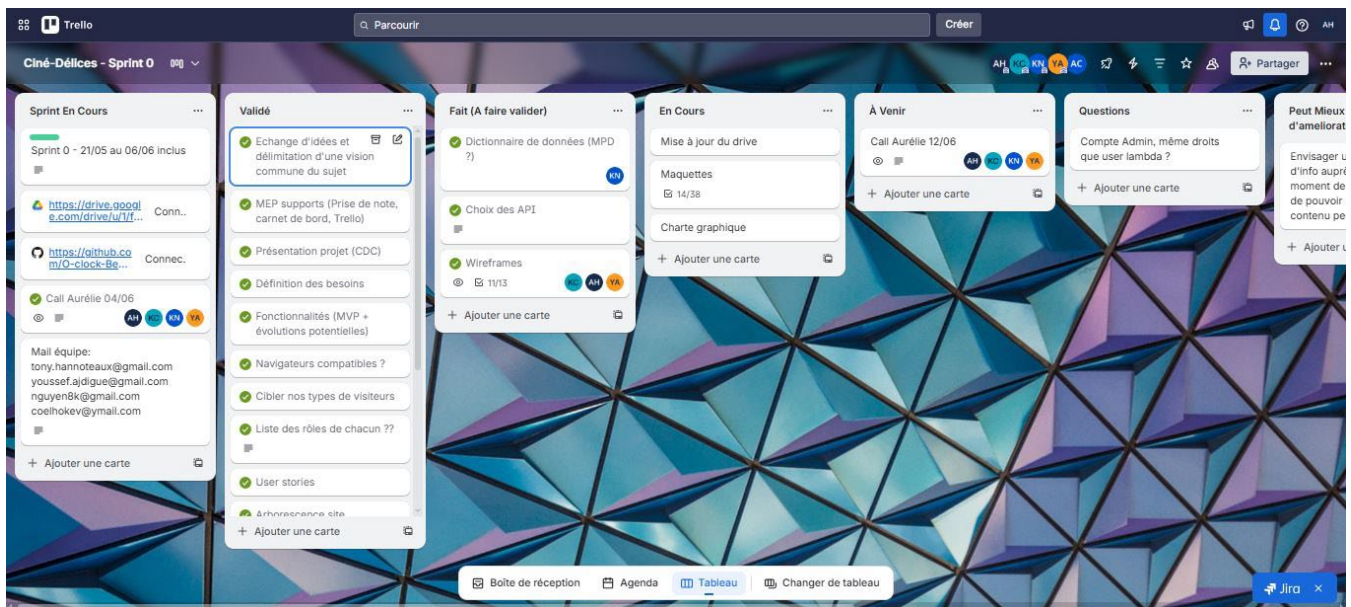 Trello
Parcourir
Créer
AH
Ciné-Délices - Sprint 0
AH KC KN YA AC
Partager
Sprint En Cours
Sprint 0 - 21/05 au 06/06 inclus
https://drive.googl
e.com/drive/u/1/f...
Conn..
https://github.co
m/O-clock-Be...
Connec.
Call Aurélie 04/06
AH KC KN YA
Mail équipe:
tony.hannoteaux@gmail.com
youssef.ajdigue@gmail.com
nguyen8k@gmail.com
coelhokev@ymail.com
+ Ajouter une carte
Validé
Echange d'idées et
délimitation d'une vision
commune du sujet
MEP supports (Prise de note,
carnet de bord, Trello)
Présentation projet (CDC)
Définition des besoins
Fonctionnalités (MVP +
évolutions potentielles)
Navigateurs compatibles ?
Cibler nos types de visiteurs
Liste des rôles de chacun ??
User stories
Arborescence site
+ Ajouter une carte
Fait (A faire valider)
Dictionnaire de données (MPD
?)
KN
Choix des API
Wireframes
11/13
KC AH YA
+ Ajouter une carte
En Cours
Mise à jour du drive
Maquettes
14/38
Charte graphique
+ Ajouter une carte
À Venir
Call Aurélie 12/06
AH KC KN YA
+ Ajouter une carte
Questions
Compte Admin, même droits
que user lambda ?
+ Ajouter une carte
Peut Mieux
d'ameliorat
Envisager u
d'info auprè
moment de
de pouvoir
contenu pe
+ Ajouter u
Boîte de réception
Agenda
Tableau
Changer de tableau
Jira